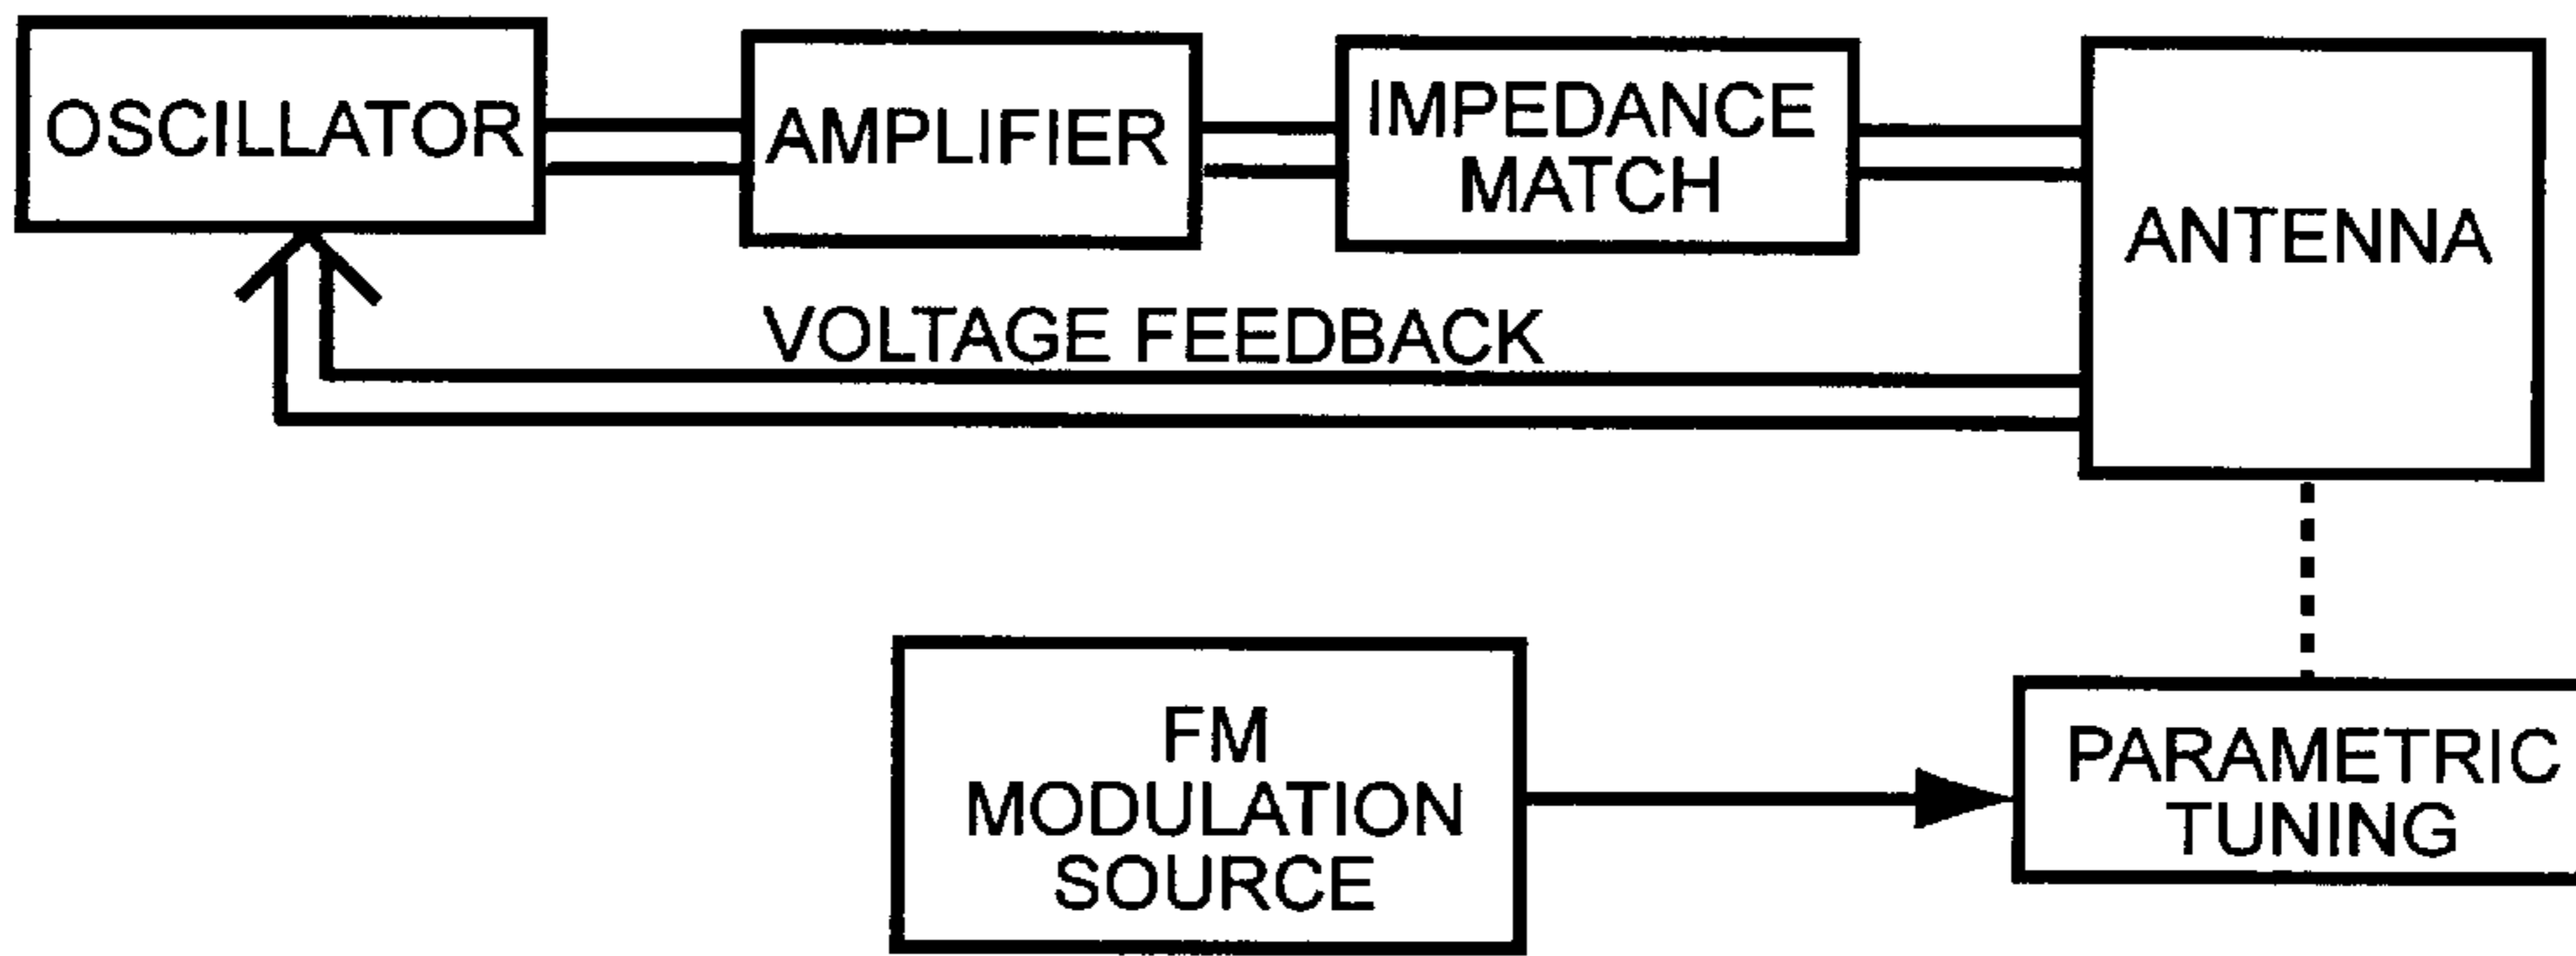 OSCILLATOR
AMPLIFIER
IMPEDANCE
MATCH
ANTENNA
VOLTAGE FEEDBACK
FM
MODULATION
SOURCE
PARAMETRIC
TUNING